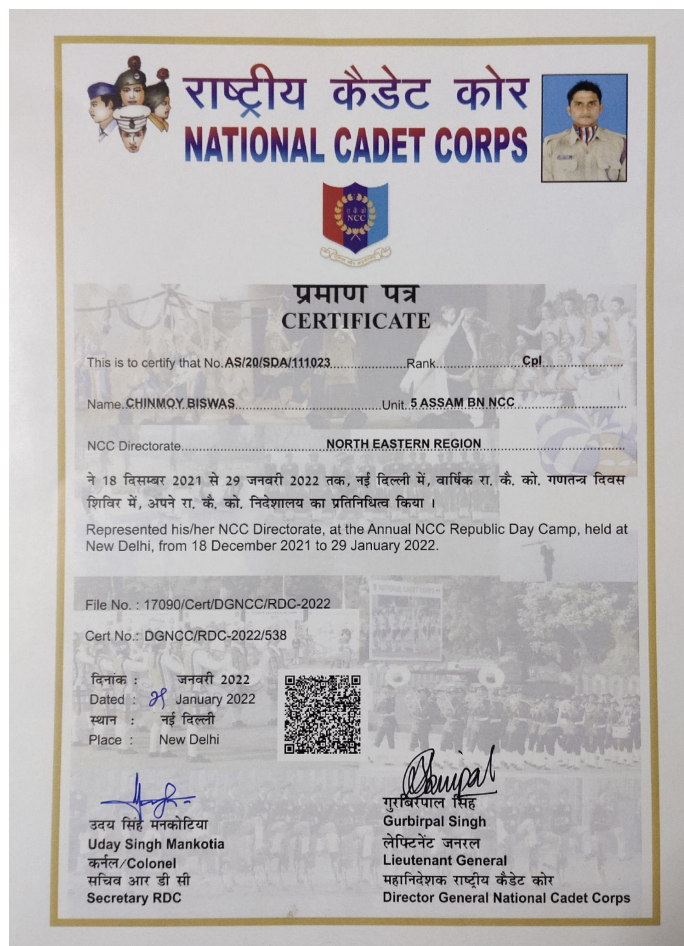 राष्ट्रीय कैडेट कोर
NATIONAL CADET CORPS
NCC
प्रमाण पत्र
CERTIFICATE
This is to certify that No. AS/20/SDA/111023 Rank Cpl
Name CHINMOY BISWAS Unit 5 ASSAM BN NCC
NCC Directorate NORTH EASTERN REGION
ने 18 दिसम्बर 2021 से 29 जनवरी 2022 तक, नई दिल्ली में, वार्षिक रा. कै. को. गणतन्त्र दिवस
शिविर में, अपने रा. कै. को. निदेशालय का प्रतिनिधित्व किया ।
Represented his/her NCC Directorate, at the Annual NCC Republic Day Camp, held at
New Delhi, from 18 December 2021 to 29 January 2022.
File No. : 17090/Cert/DGNCC/RDC-2022
Cert No.: DGNCC/RDC-2022/538
दिनांक : जनवरी 2022
Dated : January 2022
स्थान : नई दिल्ली
Place : New Delhi
उदय सिंह मनकोटिया
Uday Singh Mankotia
कर्नल/Colonel
सचिव आर डी सी
Secretary RDC
गुरबिरपाल सिंह
Gurbirpal Singh
लेफ्टिनेंट जनरल
Lieutenant General
महानिदेशक राष्ट्रीय कैडेट कोर
Director General National Cadet Corps